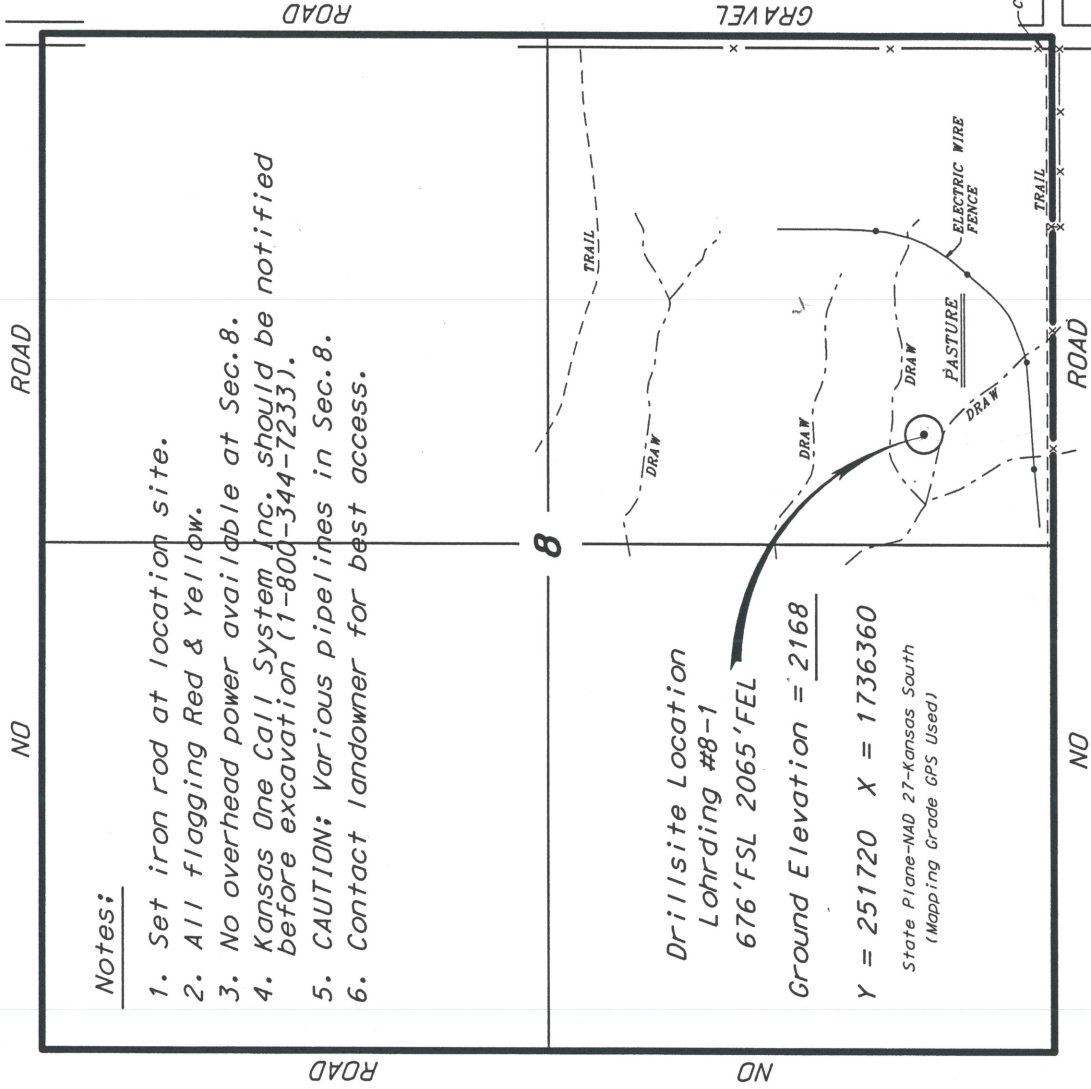 NO ROAD
ROAD
GRAVEL
Notes:
1. Set iron rod at location site.
2. All flagging Red & Yellow.
3. No overhead power available at Sec.8.
4. Kansas One Call System Inc. should be notified
before excavation (1-800-344-7233).
5. CAUTION: Various pipelines in Sec.8.
6. Contact landowner for best access.
8
TRAIL
DRAW
DRAW
DRAW
PASTURE
ELECTRIC WIRE
FENCE
DRAW
TRAIL
Drillsite Location
Lohrding #8-1
676'FSL 2065'FEL
Ground Elevation = 2168
Y = 251720 X = 1736360
State Plane-NAD 27-Kansas South
(Mapping Grade GPS Used)
ROAD
NO
NO ROAD